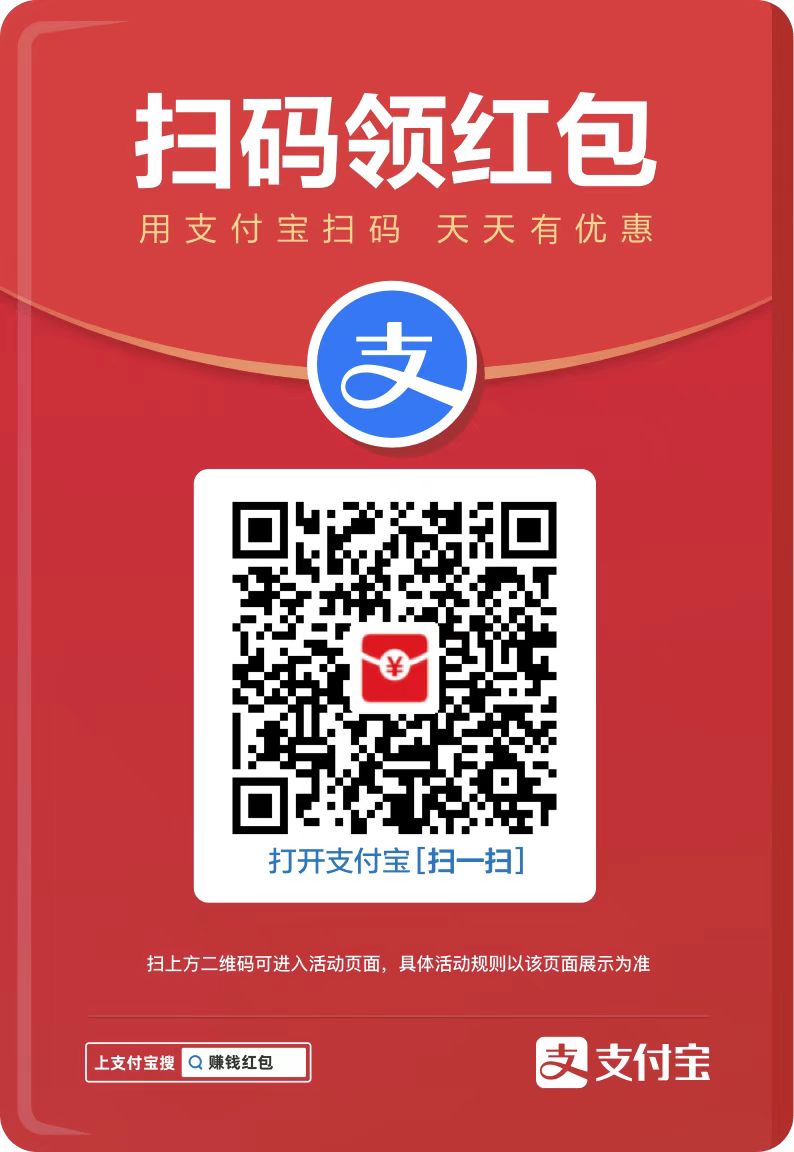 扫码领红包
用支付宝扫码 天天有优惠
支
¥
打开支付宝[扫一扫]
扫上方二维码可进入活动页面，具体活动规则以该页面展示为准
上支付宝搜 赚钱红包
支 支付宝